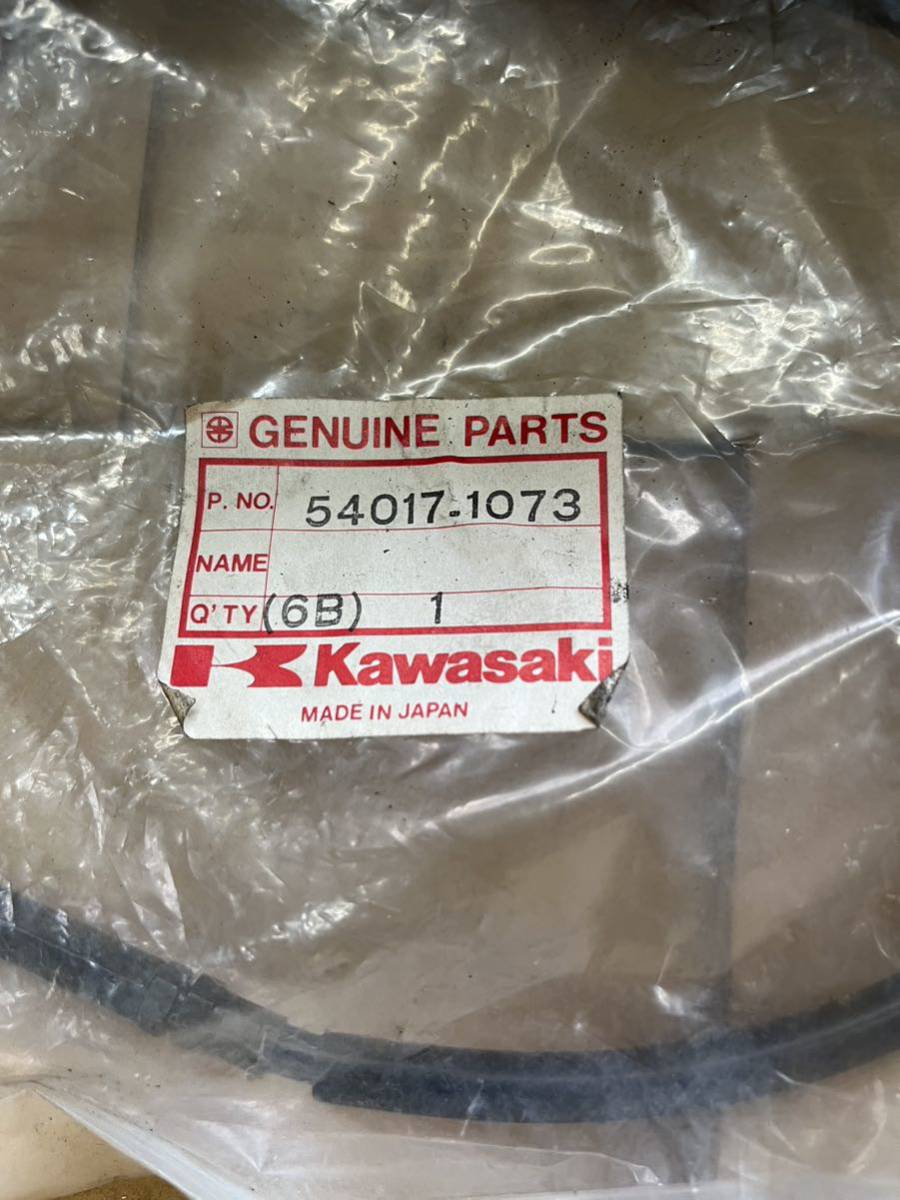 GENUINE PARTS
P. NO. 54017-1073
NAME
Q'TY (6B) 1
Kawasaki
MADE IN JAPAN